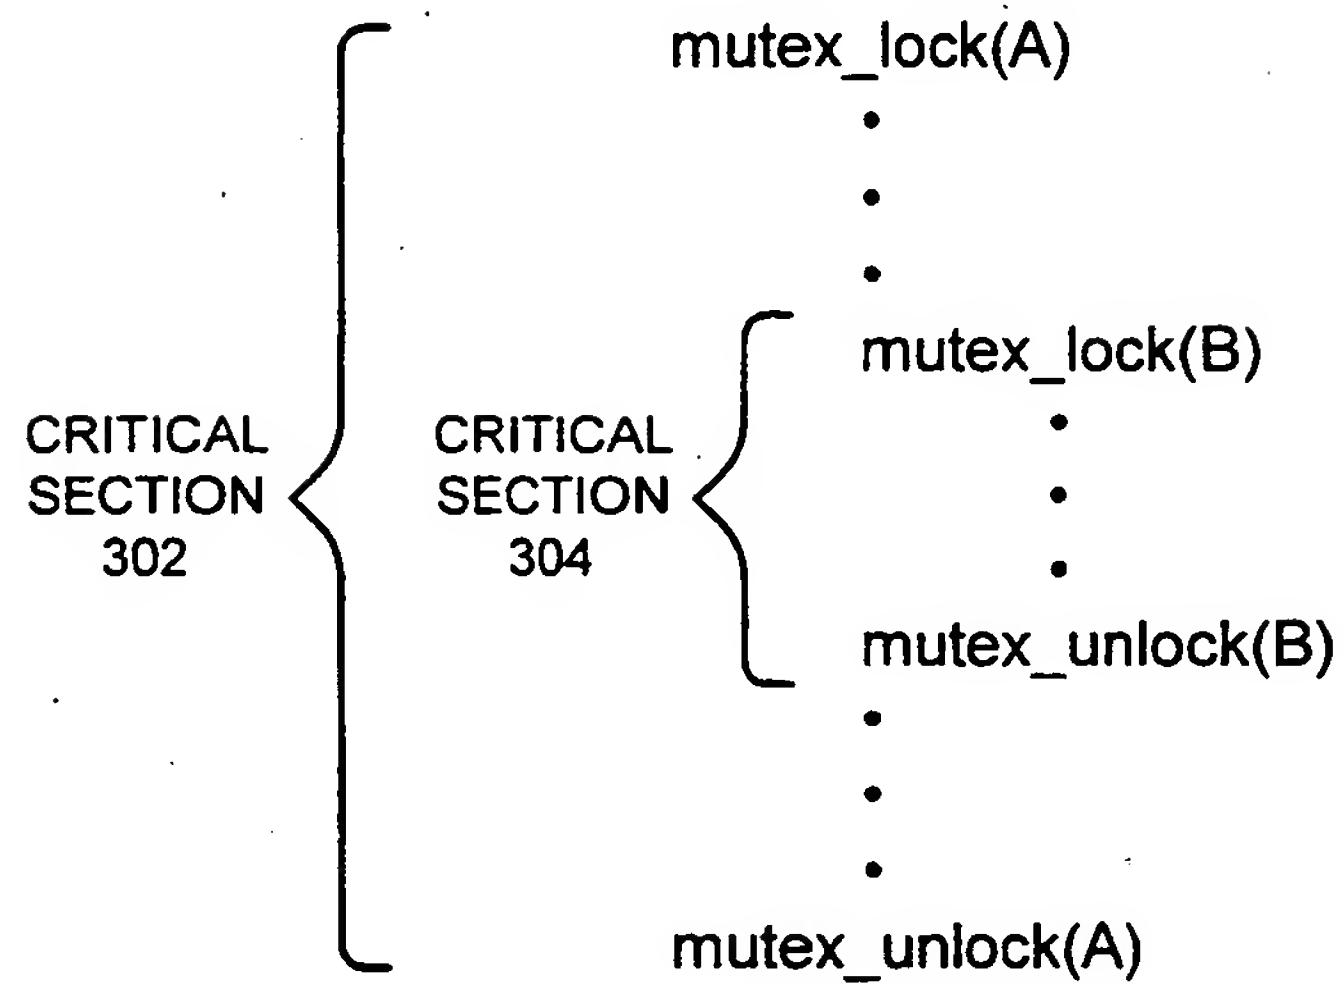 mutex_lock(A)
mutex_lock(B)
CRITICAL
SECTION
302
CRITICAL
SECTION
304
mutex_unlock(B)
mutex_unlock(A)